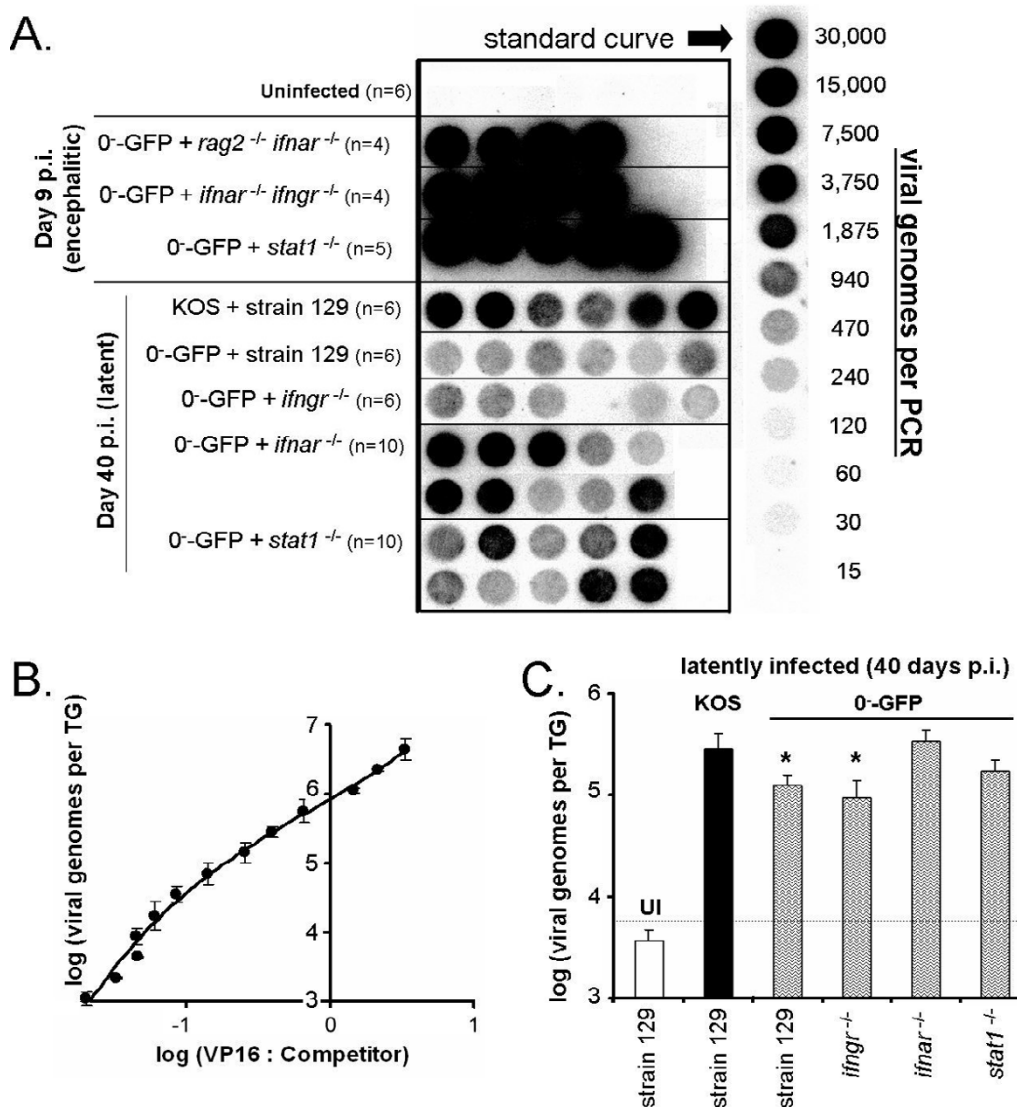 A.
standard curve
30,000
15,000
7,500
3,750
1,875
940
470
240
120
60
30
15
viral genomes per PCR
Uninfected (n=6)
Day 9 p.i.
(encephalitic)
0⁻-GFP + rag2 -/- ifnar -/- (n=4)
0⁻-GFP + ifnar -/- ifngr -/- (n=4)
0⁻-GFP + stat1 -/- (n=5)
Day 40 p.i. (latent)
KOS + strain 129 (n=6)
0⁻-GFP + strain 129 (n=6)
0⁻-GFP + ifngr -/- (n=6)
0⁻-GFP + ifnar -/- (n=10)
0⁻-GFP + stat1 -/- (n=10)
B.
log (viral genomes per TG)
7
6
5
4
3
-1
0
1
log (VP16 : Competitor)
C.
latently infected (40 days p.i.)
log (viral genomes per TG)
6
5
4
3
UI
KOS
0⁻-GFP
*
*
strain 129
strain 129
strain 129
ifngr -/-
ifnar -/-
stat1 -/-